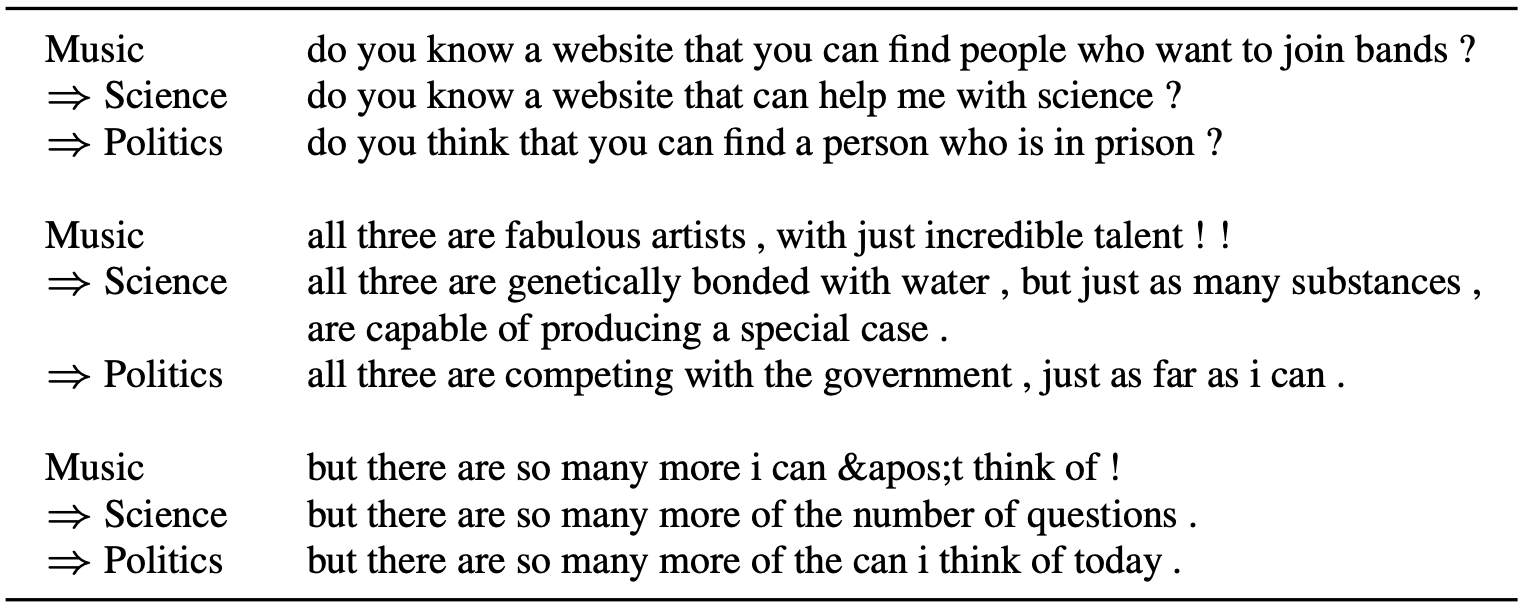 Music do you know a website that you can find people who want to join bands ?
⇒ Science do you know a website that can help me with science ?
⇒ Politics do you think that you can find a person who is in prison ?
Music all three are fabulous artists , with just incredible talent ! !
⇒ Science all three are genetically bonded with water , but just as many substances ,
are capable of producing a special case .
⇒ Politics all three are competing with the government , just as far as i can .
Music but there are so many more i can &apos;t think of !
⇒ Science but there are so many more of the number of questions .
⇒ Politics but there are so many more of the can i think of today .